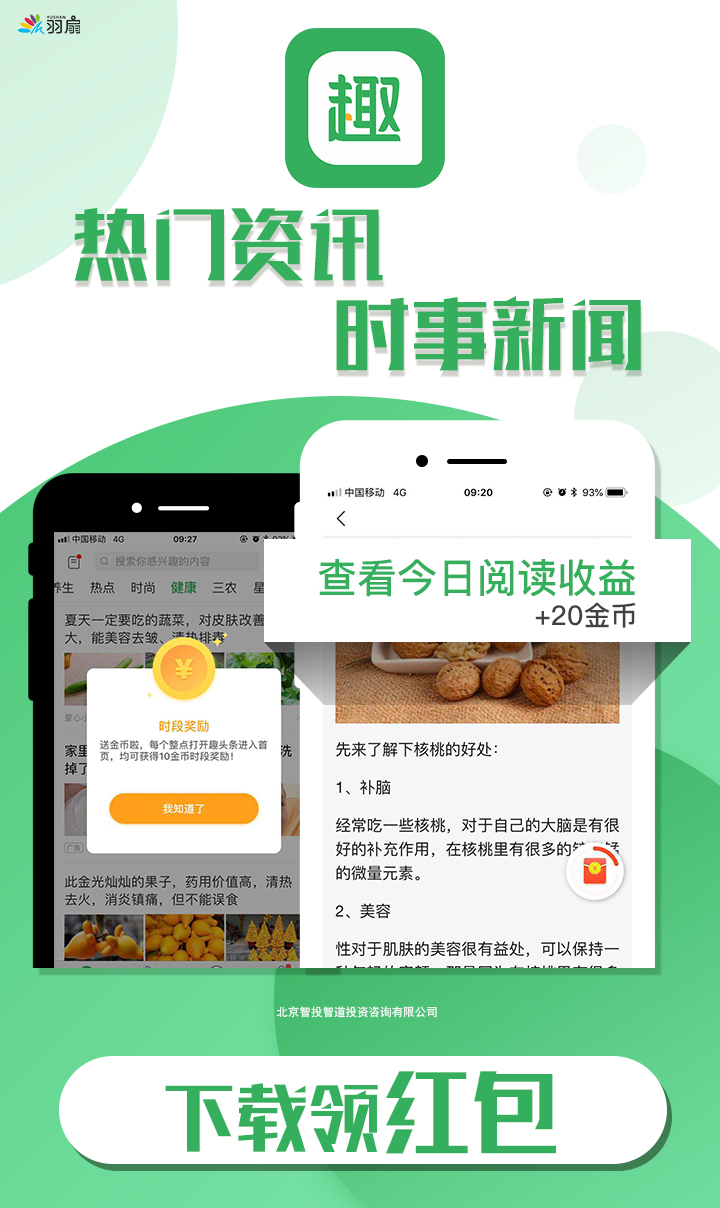 YUSHAN
羽扇
趣
热门资讯
时事新闻
中国移动 4G 09:27
搜索你感兴趣的内容
养生 热点 时尚 健康 三农 星
夏天一定要吃的蔬菜，对皮肤改善
大，能美容去皱、清热排毒
¥
时段奖励
送金币啦，每个整点打开趣头条进入首
页，均可获得10金币时段奖励！
我知道了
爱心小
家里
洗
掉了
广告
此金光灿灿的果子，药用价值高，清热
去火，消炎镇痛，但不能误食
中国移动 4G 09:20 93%
查看今日阅读收益
+20金币
先来了解下核桃的好处：
1、补脑
经常吃一些核桃，对于自己的大脑是有很
好的补充作用，在核桃里有很多的锌、锰
的微量元素。
2、美容
性对于肌肤的美容很有益处，可以保持一
北京智投智道投资咨询有限公司
下载领红包